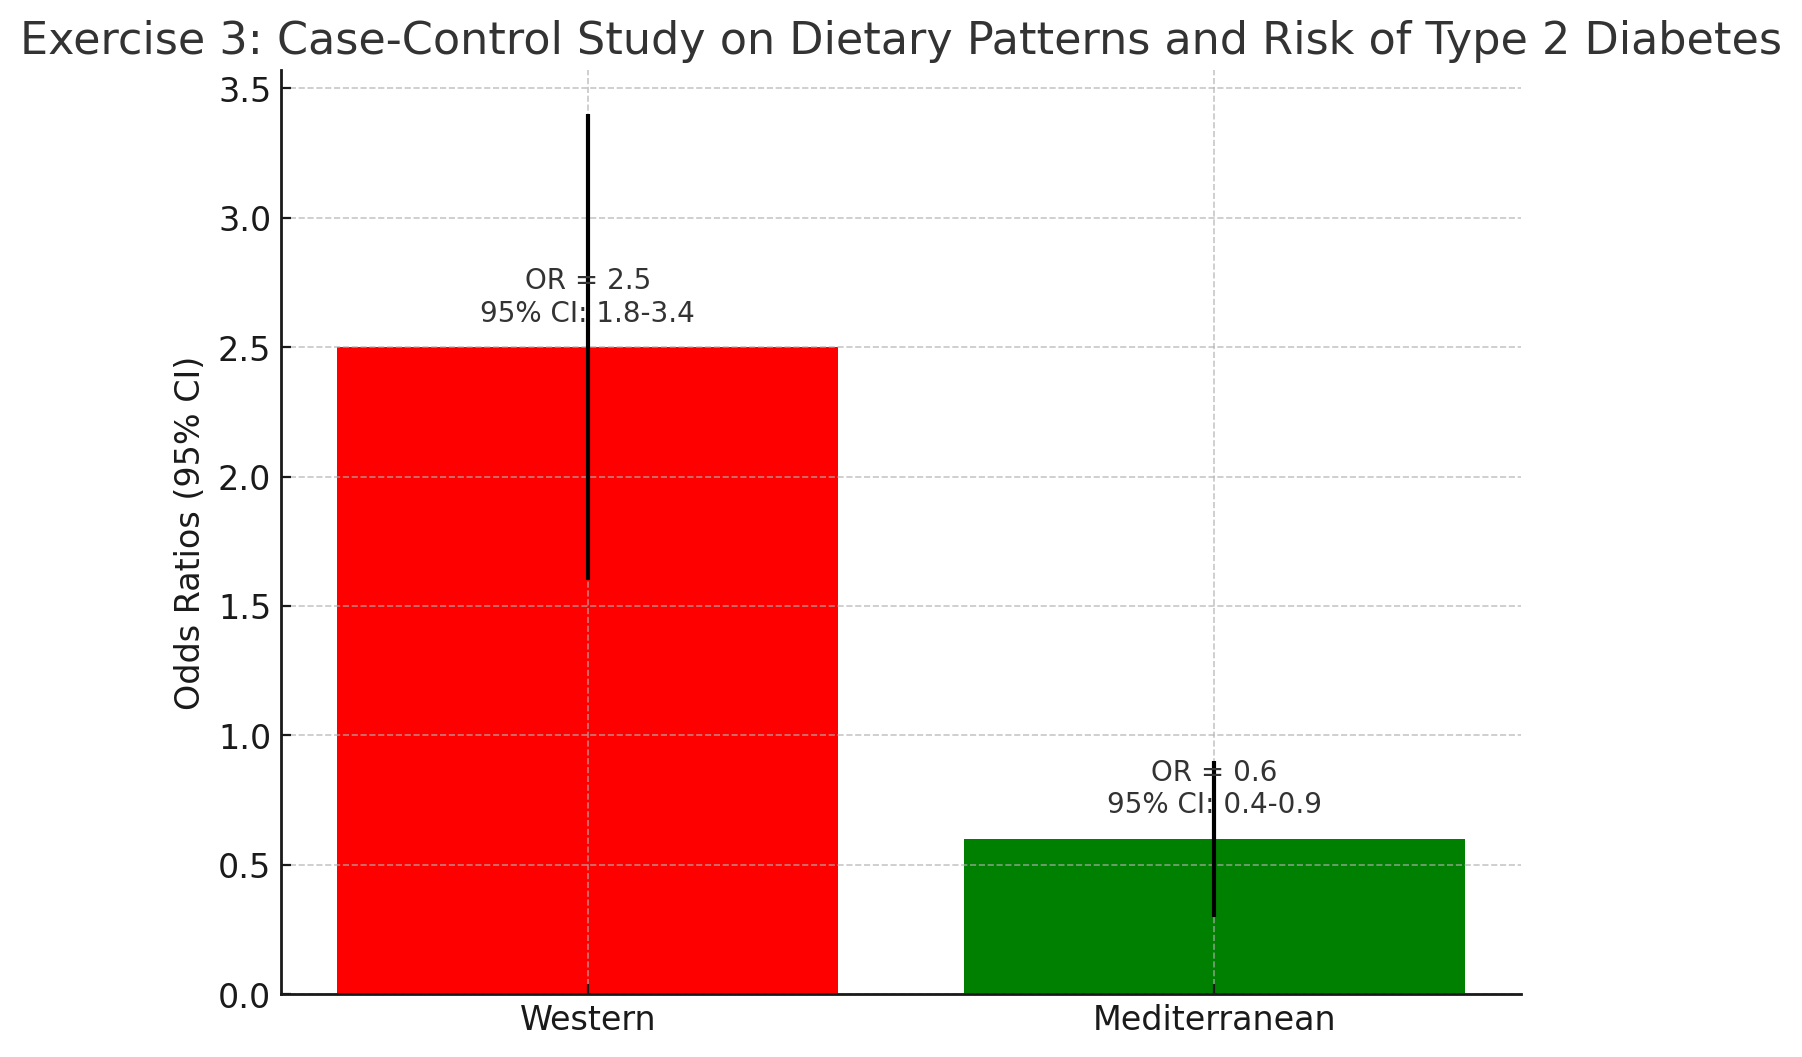 Exercise 3: Case-Control Study on Dietary Patterns and Risk of Type 2 Diabetes
Odds Ratios (95% CI)
3.5
3.0
2.5
2.0
1.5
1.0
0.5
0.0
OR = 2.5
95% CI: 1.8-3.4
OR = 0.6
95% CI: 0.4-0.9
Western
Mediterranean